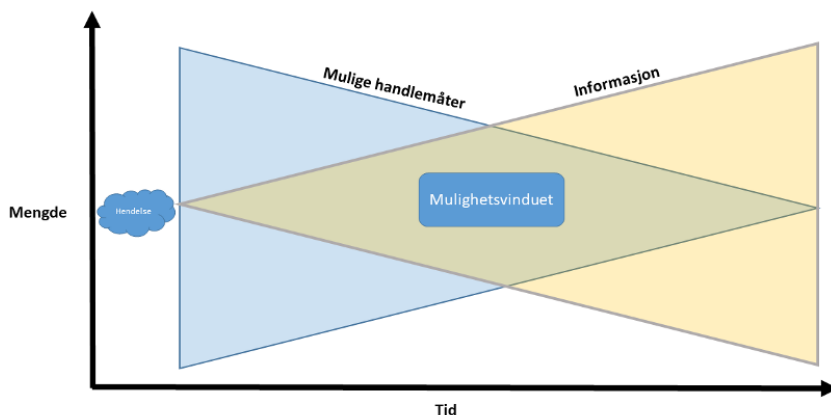 Mulige handlemåter
Informasjon
Mulighetsvinduet
Hendelse
Mengde
Tid